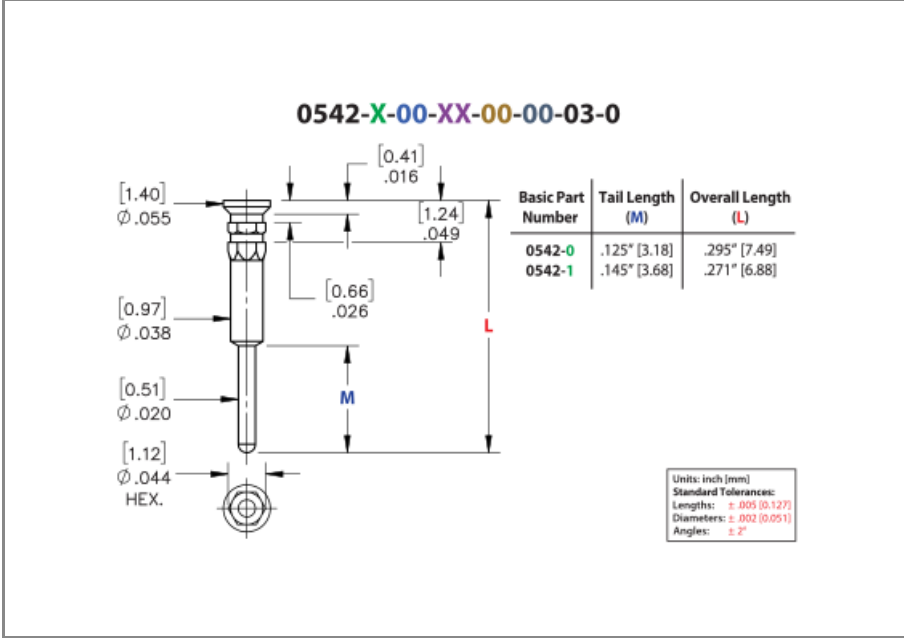 0542-X-00-XX-00-00-03-0
[0.41]
.016
[1.40]
Ø.055
[1.24]
.049
[0.66]
.026
[0.97]
Ø.038
L
M
[0.51]
Ø.020
[1.12]
Ø.044
HEX.
Basic Part Number Tail Length (M) Overall Length (L)
0542-0 .125" [3.18] .295" [7.49]
0542-1 .145" [3.68] .271" [6.88]
Units: inch [mm]
Standard Tolerances:
Lengths: ± .005 [0.127]
Diameters: ± .002 [0.051]
Angles: ± 2°